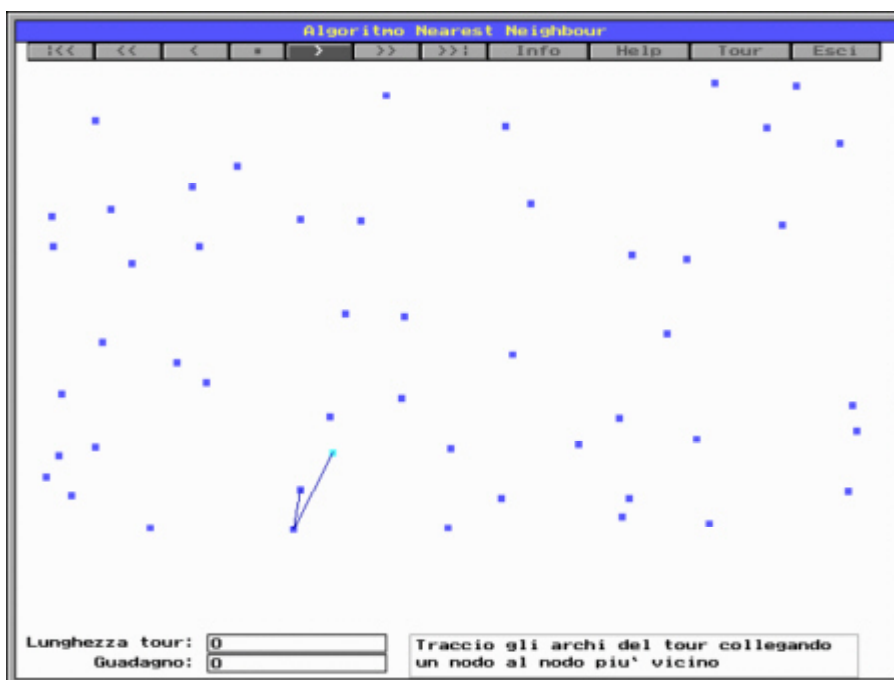 Algoritmo Nearest Neighbour
:<< << < * > >> >>: Info Help Tour Esci
Lunghezza tour: 0
Guadagno: 0
Traccio gli archi del tour collegando
un nodo al nodo piu' vicino